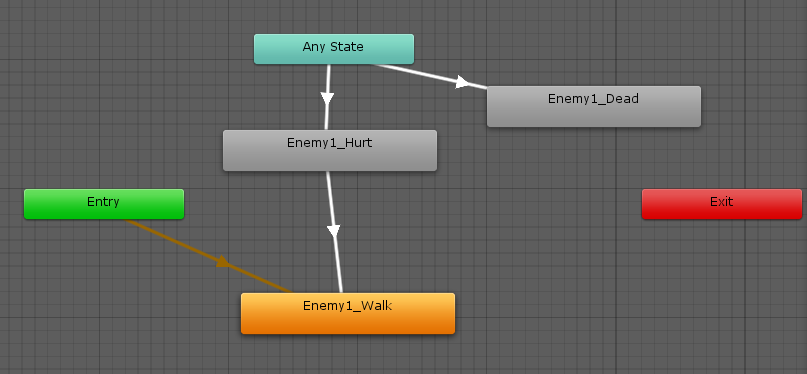 Any State
Enemy1_Dead
Enemy1_Hurt
Entry
Exit
Enemy1_Walk